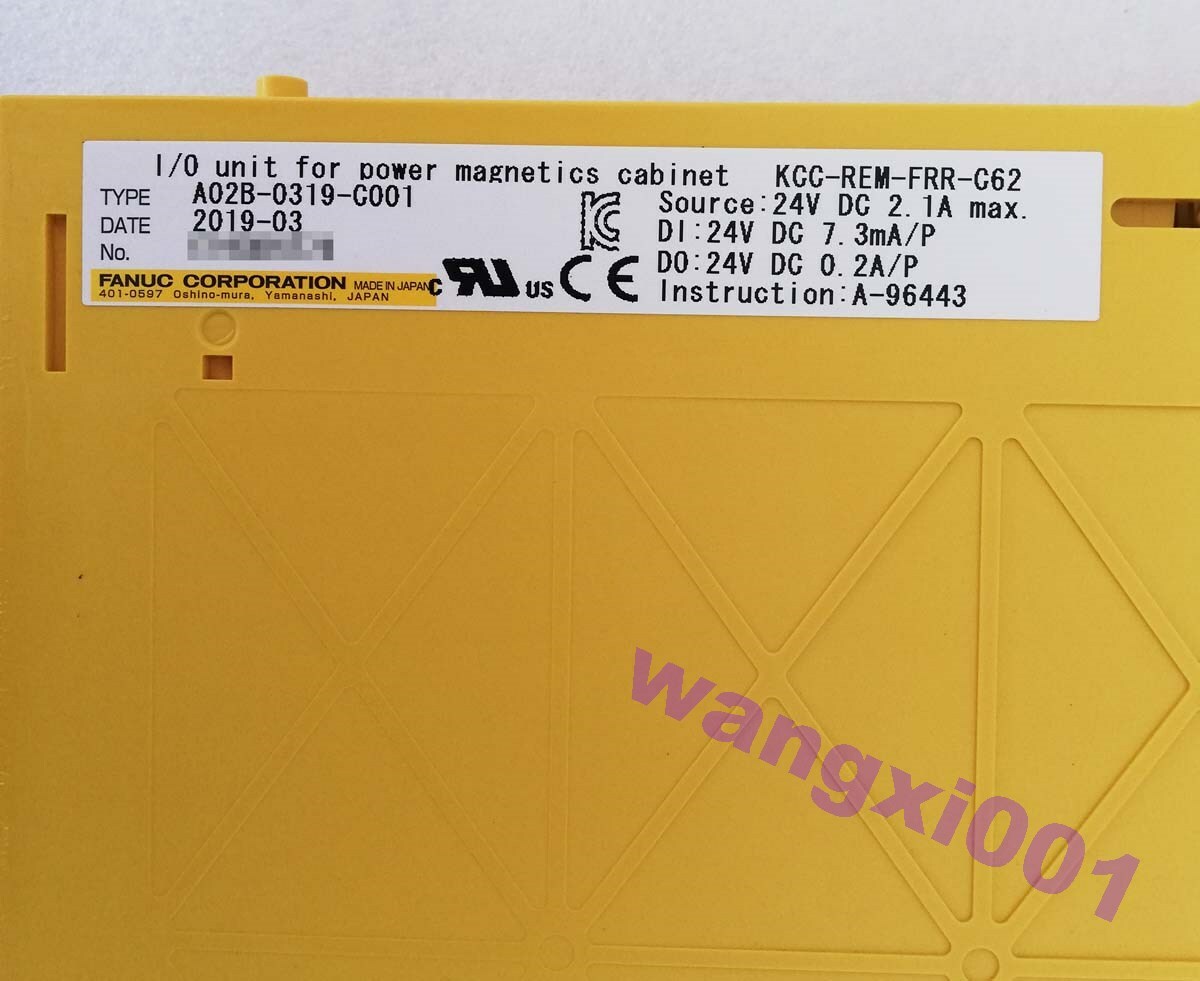 I/O unit for power magnetics cabinet KCC-REM-FRR-C62
TYPE A02B-0319-C001
Source:24V DC 2.1A max.
DATE 2019-03
DI:24V DC 7.3mA/P
No.
DO:24V DC 0.2A/P
FANUC CORPORATION MADE IN JAPAN
401-0597 Oshino-mura, Yamanashi, JAPAN
c RU US CE
Instruction:A-96443
wangxi001